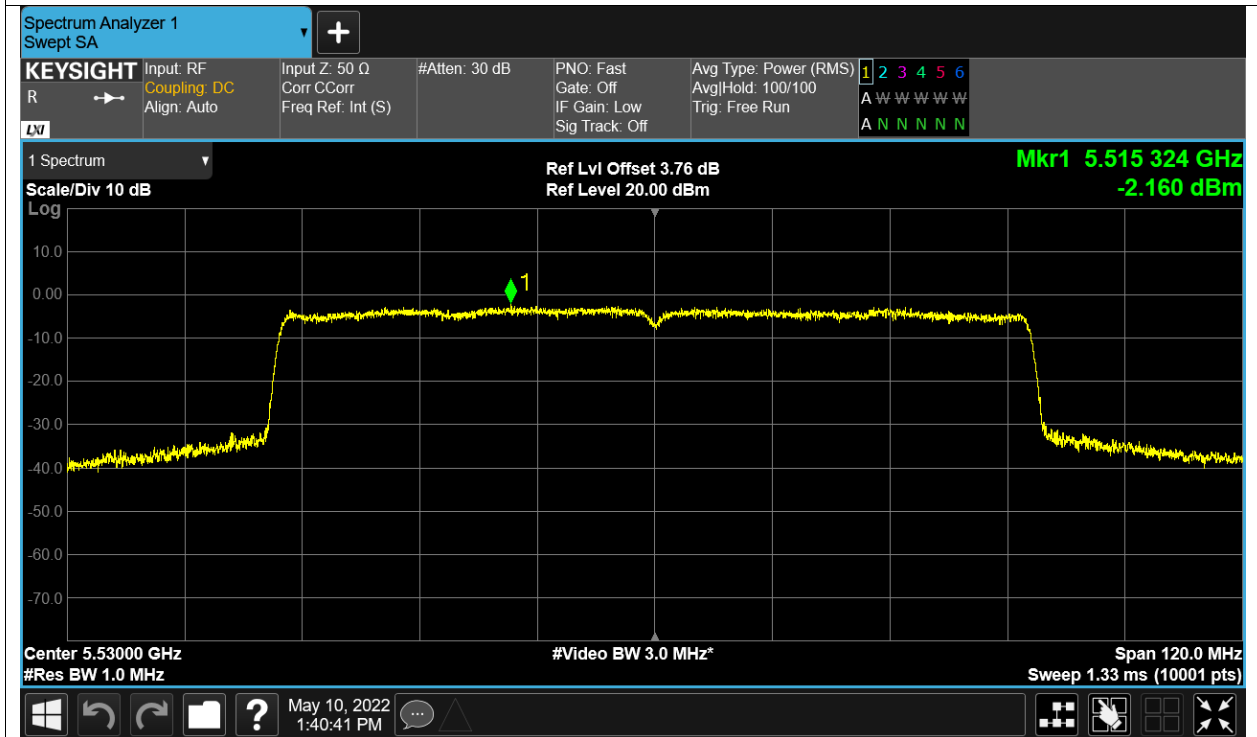 Spectrum Analyzer 1
Swept SA
KEYSIGHT
R
LXI
Input: RF
Coupling: DC
Align: Auto
Input Z: 50 Ω
Corr CCorr
Freq Ref: Int (S)
#Atten: 30 dB
PNO: Fast
Gate: Off
IF Gain: Low
Sig Track: Off
Avg Type: Power (RMS)
Avg|Hold: 100/100
Trig: Free Run
1 2 3 4 5 6
A W W W W W
A N N N N N
1 Spectrum
Scale/Div 10 dB
Log
Ref Lvl Offset 3.76 dB
Ref Level 20.00 dBm
Mkr1 5.515 324 GHz
-2.160 dBm
10.0
0.00
-10.0
-20.0
-30.0
-40.0
-50.0
-60.0
-70.0
1
Center 5.53000 GHz
#Res BW 1.0 MHz
#Video BW 3.0 MHz*
Span 120.0 MHz
Sweep 1.33 ms (10001 pts)
?
May 10, 2022
1:40:41 PM